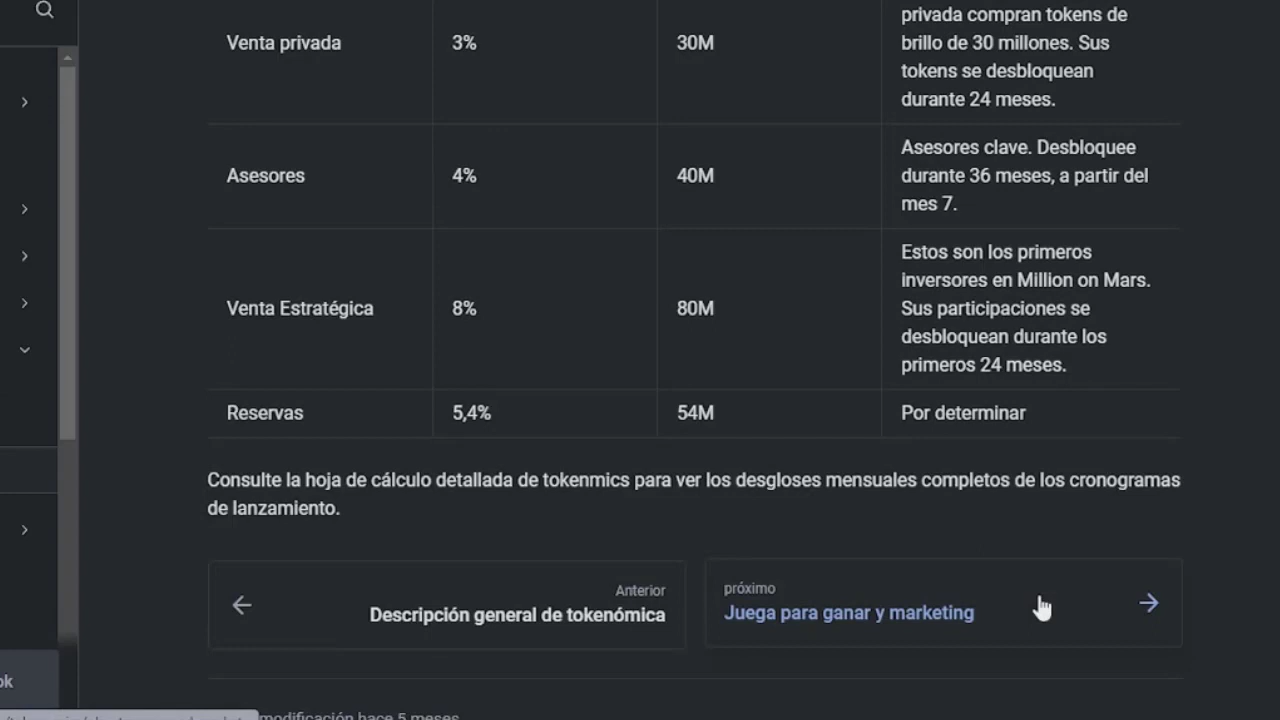 privada compran tokens de
Venta privada 3% 30M brillo de 30 millones. Sus
tokens se desbloquean
durante 24 meses.
Asesores clave. Desbloquee
Asesores 4% 40M durante 36 meses, a partir del
mes 7.
Estos son los primeros
inversores en Million on Mars.
Venta Estratégica 8% 80M Sus participaciones se
desbloquean durante los
primeros 24 meses.
Reservas 5,4% 54M Por determinar
Consulte la hoja de cálculo detallada de tokenmics para ver los desgloses mensuales completos de los cronogramas
de lanzamiento.
Anterior
Descripción general de tokenómica
próximo
Juega para ganar y marketing
ok
modificación hace 5 meses